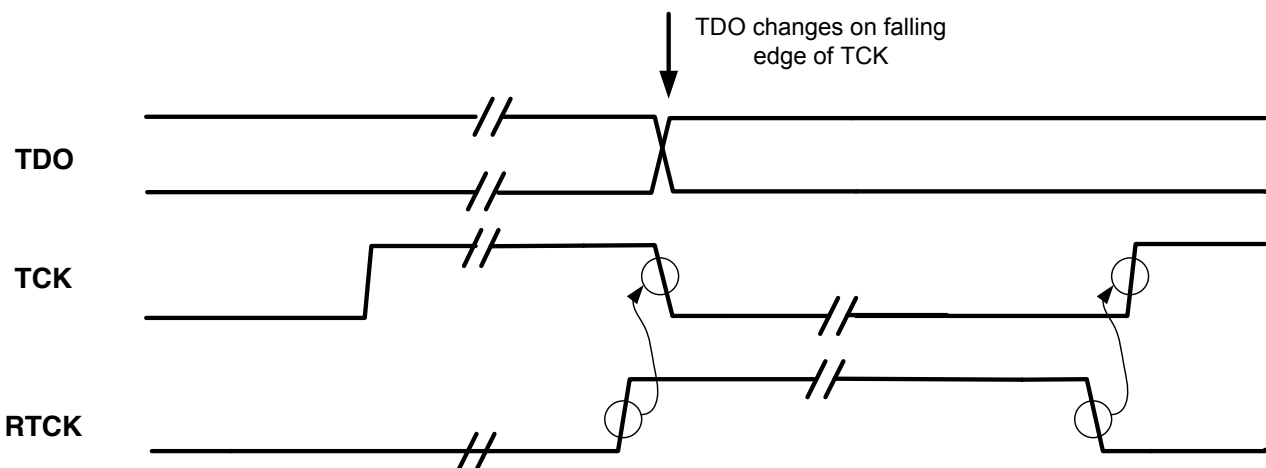 TDO changes on falling
edge of TCK
TDO
TCK
RTCK